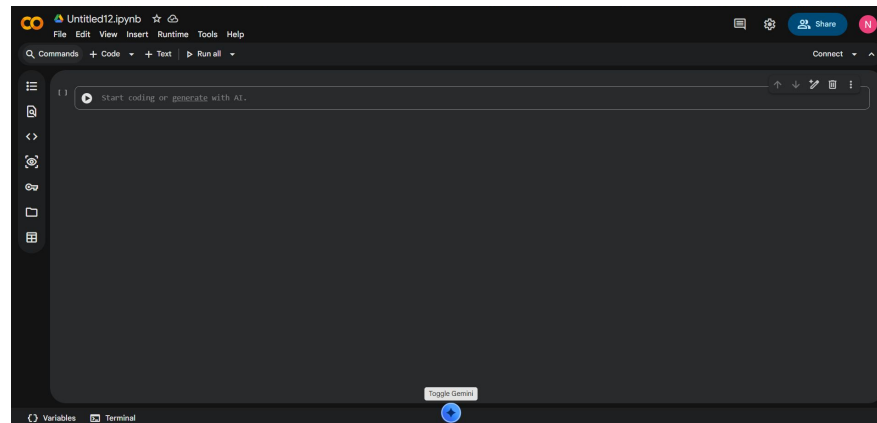 Untitled12.ipynb
File Edit View Insert Runtime Tools Help
Share
N
Commands + Code + Text Run all
Connect
[ ]
Start coding or generate with AI.
Toggle Gemini
{} Variables Terminal